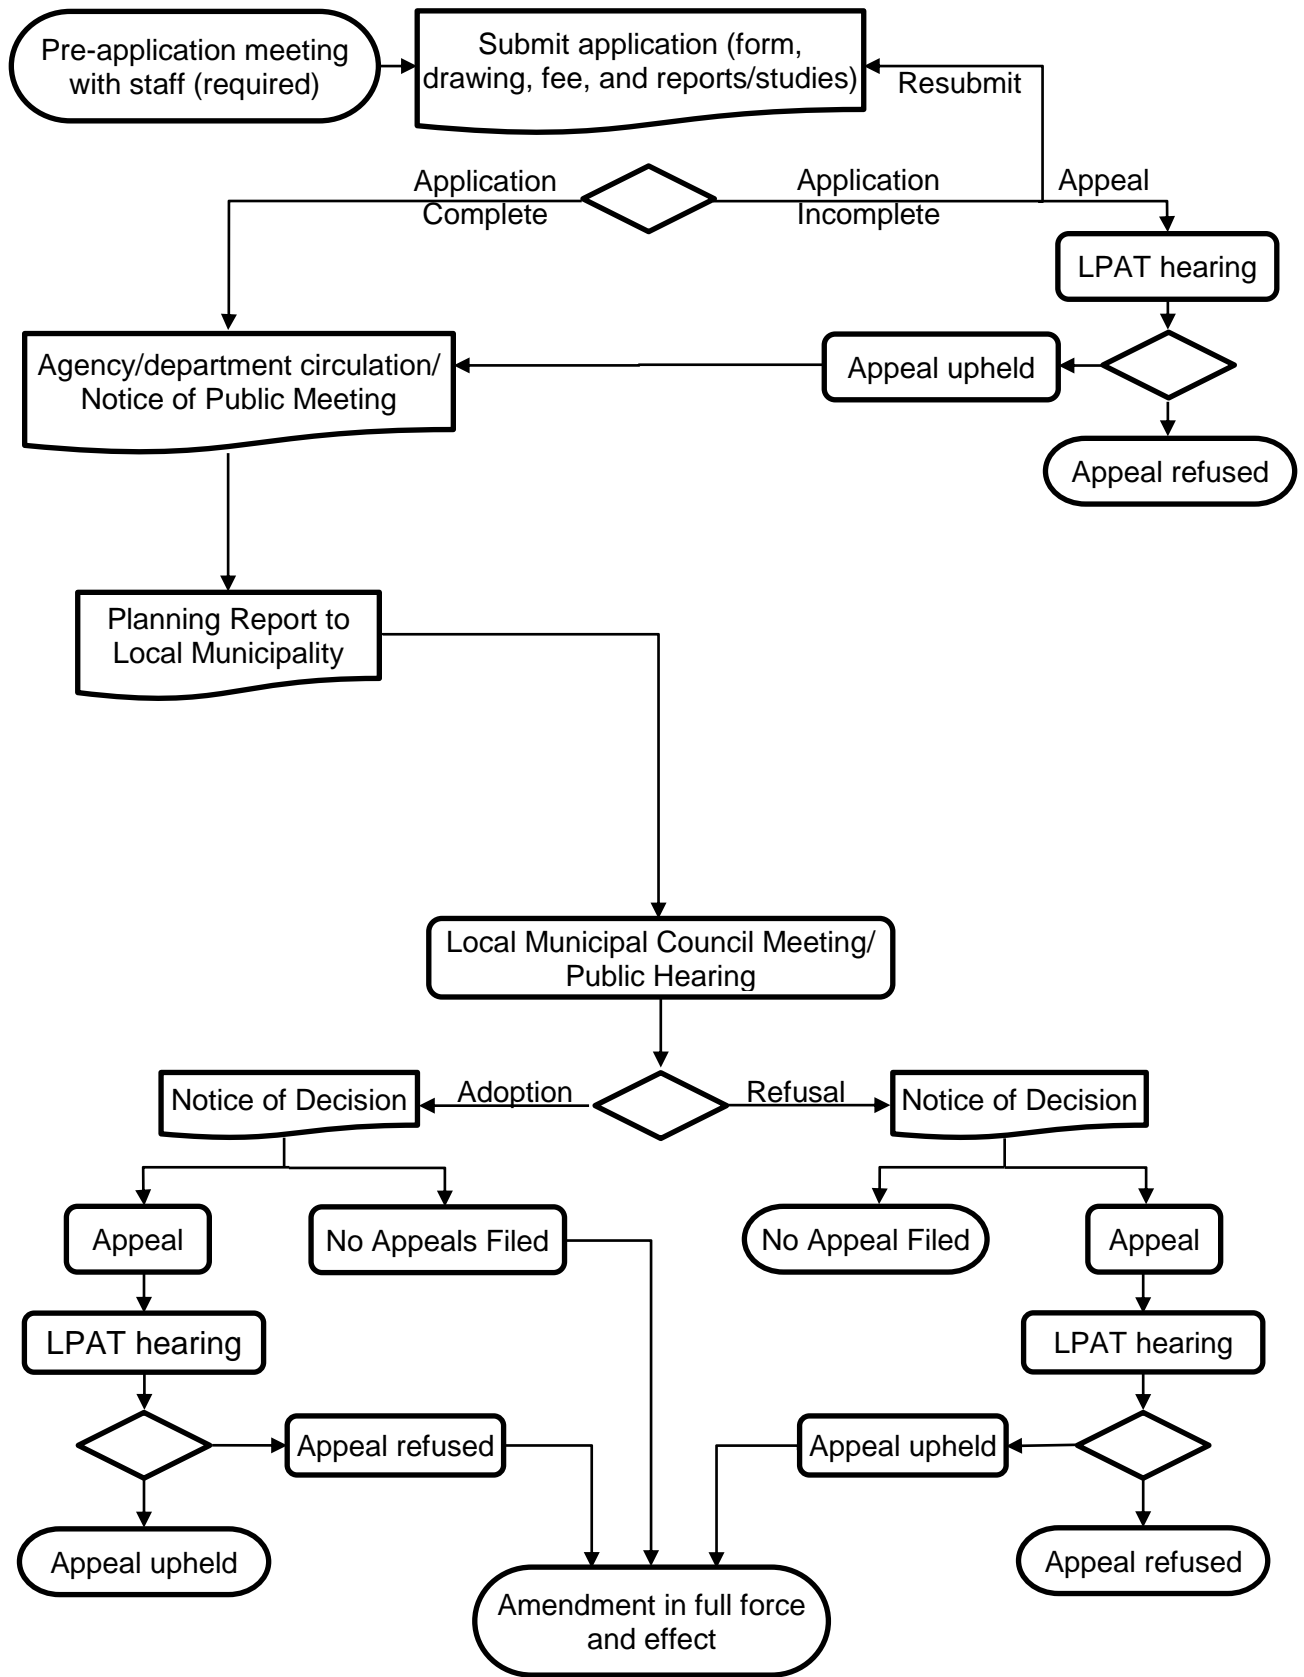 Pre-application meeting
with staff (required)
Submit application (form,
drawing, fee, and reports/studies)
Resubmit
Application
Complete
Application
Incomplete
Appeal
LPAT hearing
Agency/department circulation/
Notice of Public Meeting
Appeal upheld
Appeal refused
Planning Report to
Local Municipality
Local Municipal Council Meeting/
Public Hearing
Notice of Decision
Adoption
Refusal
Notice of Decision
Appeal
No Appeals Filed
No Appeal Filed
Appeal
LPAT hearing
LPAT hearing
Appeal refused
Appeal upheld
Appeal upheld
Appeal refused
Amendment in full force
and effect